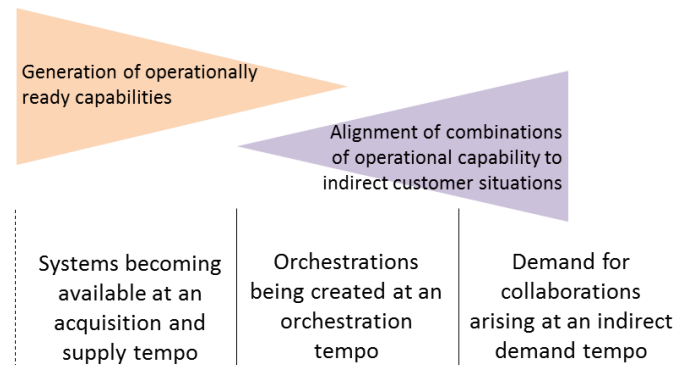 Generation of operationally
ready capabilities
Alignment of combinations
of operational capability to
indirect customer situations
Systems becoming
available at an
acquisition and
supply tempo
Orchestrations
being created at an
orchestration
tempo
Demand for
collaborations
arising at an indirect
demand tempo